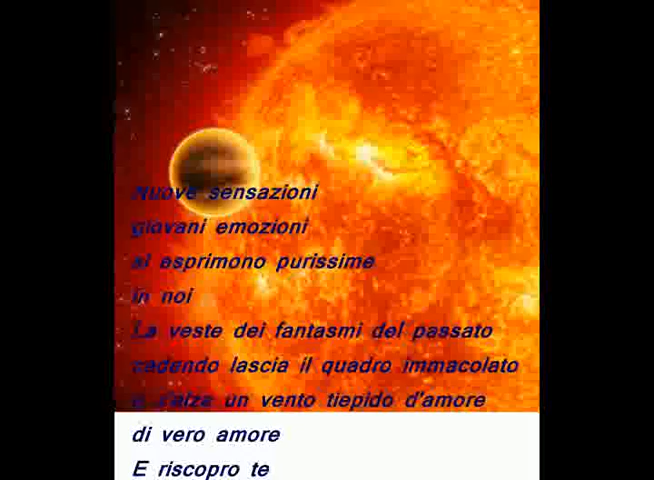 Nuove sensazioni
giovani emozioni
si esprimono purissime
in noi
La veste dei fantasmi del passato
cadendo lascia il quadro immacolato
e s'alza un vento tiepido d'amore
di vero amore
E riscopro te